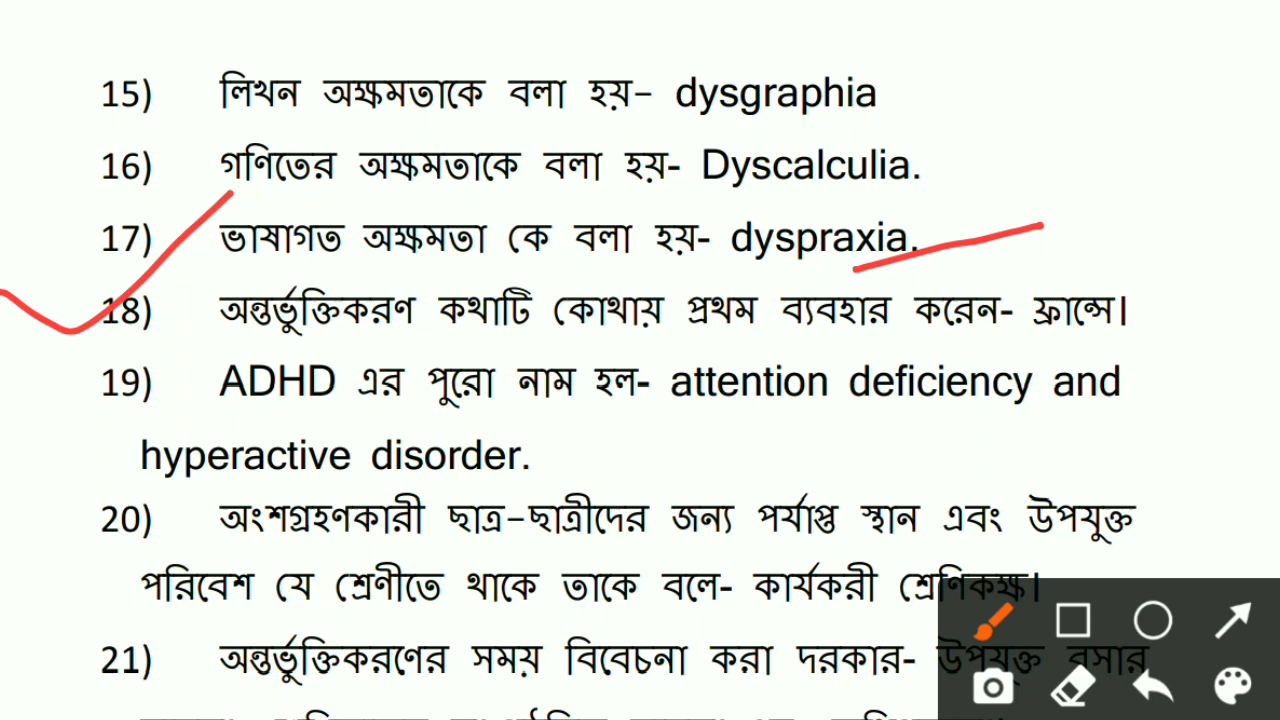 15) লিখন অক্ষমতাকে বলা হয়– dysgraphia
16) গণিতের অক্ষমতাকে বলা হয়- Dyscalculia.
17) ভাষাগত অক্ষমতা কে বলা হয়- dyspraxia.
18) অন্তর্ভুক্তিকরণ কথাটি কোথায় প্রথম ব্যবহার করেন- ফ্রান্সে।
19) ADHD এর পুরো নাম হল- attention deficiency and
hyperactive disorder.
20) অংশগ্রহণকারী ছাত্র–ছাত্রীদের জন্য পর্যাপ্ত স্থান এবং উপযুক্ত
পরিবেশ যে শ্রেণীতে থাকে তাকে বলে- কার্যকরী শ্রেণিকক্ষ।
21) অন্তর্ভুক্তিকরণের সময় বিবেচনা করা দরকার- উপযুক্ত বসার